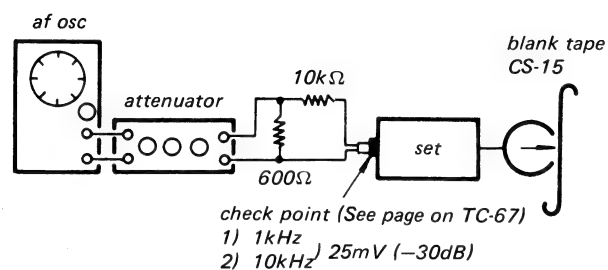 af osc
blank tape
CS-15
10kΩ
attenuator
set
600Ω
check point (See page on TC-67)
1) 1kHz
2) 10kHz ) 25mV (−30dB)